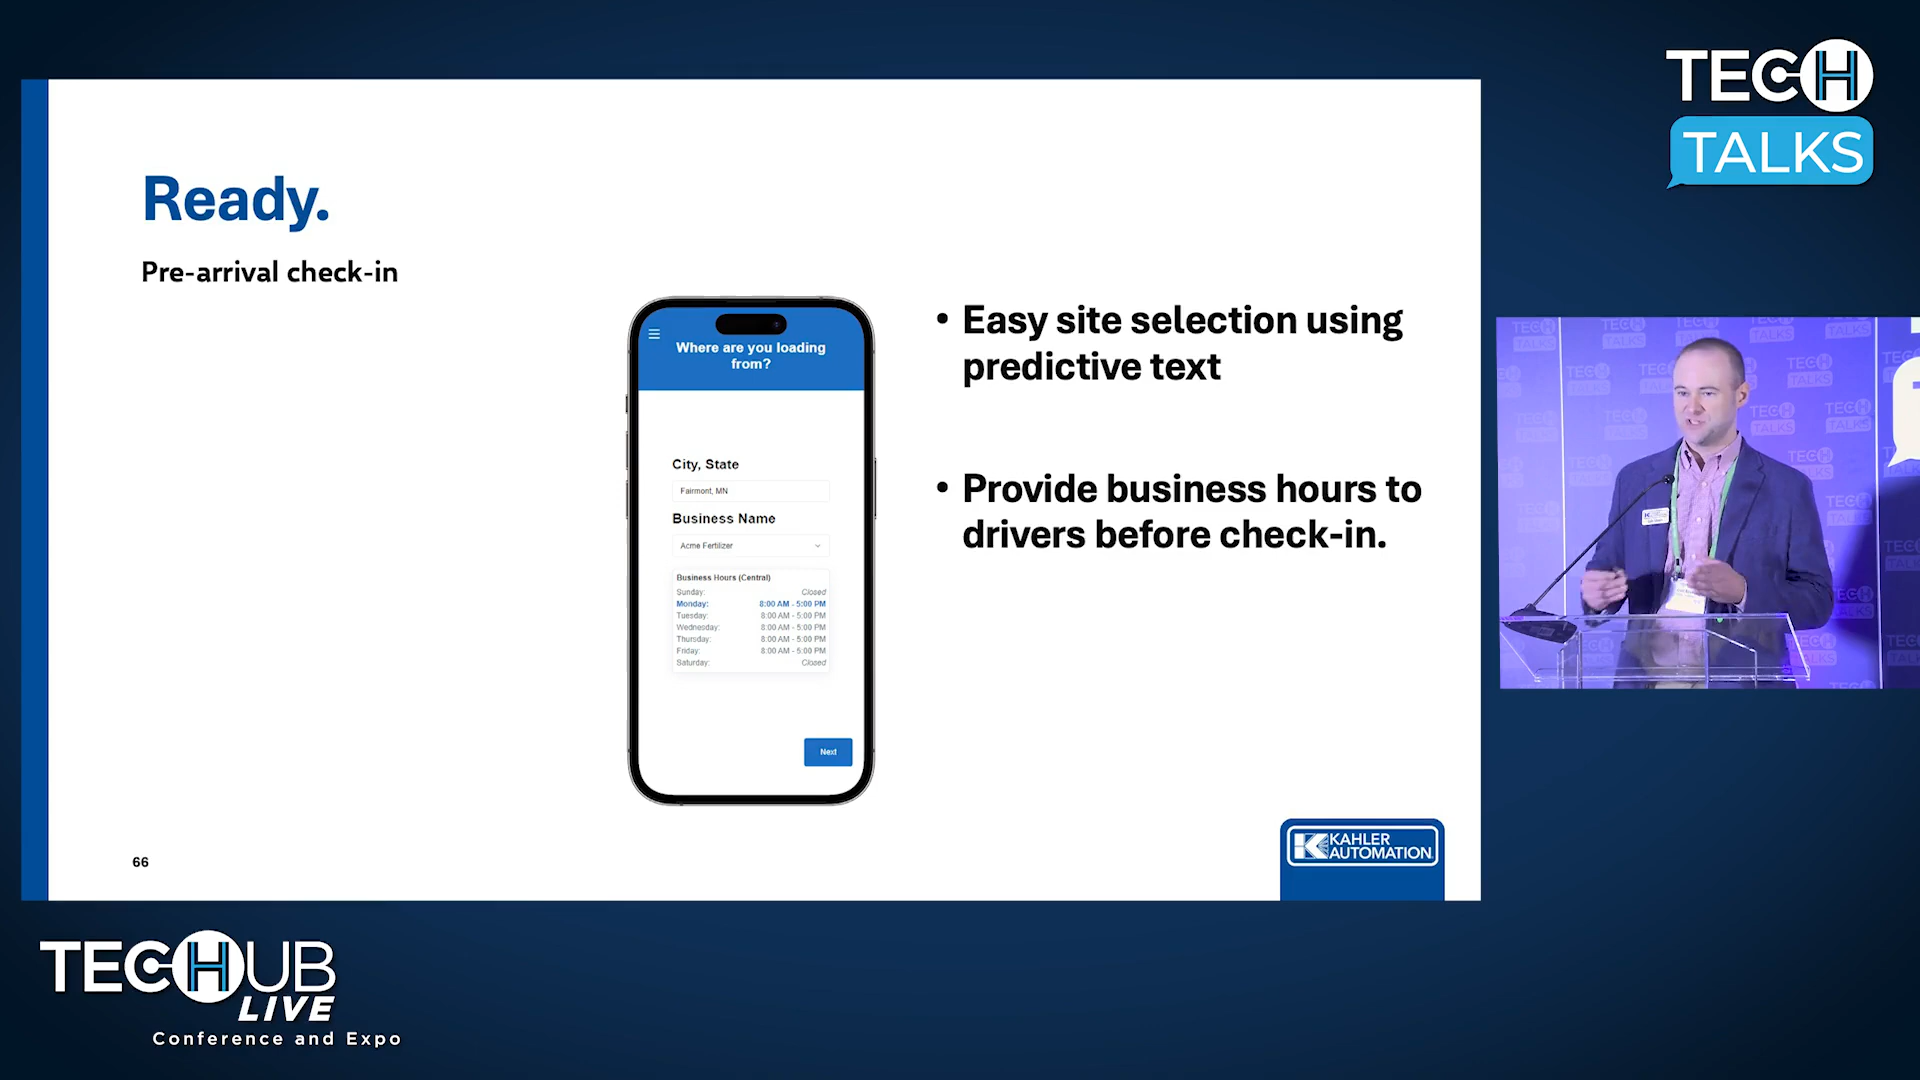 TECH
TALKS
Ready.
Pre-arrival check-in
Where are you loading
from?
City, State
Fairmont, MN
Business Name
Acme Fertilizer
Business Hours (Central)
Sunday: Closed
Monday: 8:00 AM - 5:00 PM
Tuesday: 8:00 AM - 5:00 PM
Wednesday: 8:00 AM - 5:00 PM
Thursday: 8:00 AM - 5:00 PM
Friday: 8:00 AM - 5:00 PM
Saturday: Closed
Next
• Easy site selection using
predictive text
• Provide business hours to
drivers before check-in.
66
KAHLER
AUTOMATION
TECHUB
LIVE
Conference and Expo